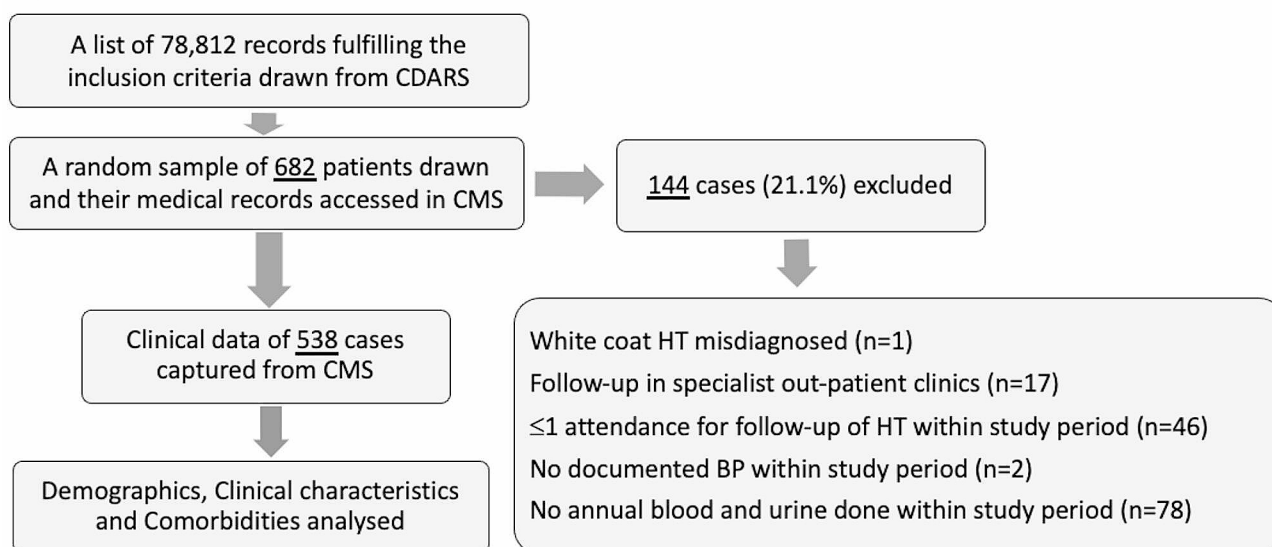 A list of 78,812 records fulfilling the
inclusion criteria drawn from CDARS
A random sample of 682 patients drawn
and their medical records accessed in CMS
144 cases (21.1%) excluded
Clinical data of 538 cases
captured from CMS
White coat HT misdiagnosed (n=1)
Follow-up in specialist out-patient clinics (n=17)
≤1 attendance for follow-up of HT within study period (n=46)
No documented BP within study period (n=2)
No annual blood and urine done within study period (n=78)
Demographics, Clinical characteristics
and Comorbidities analysed